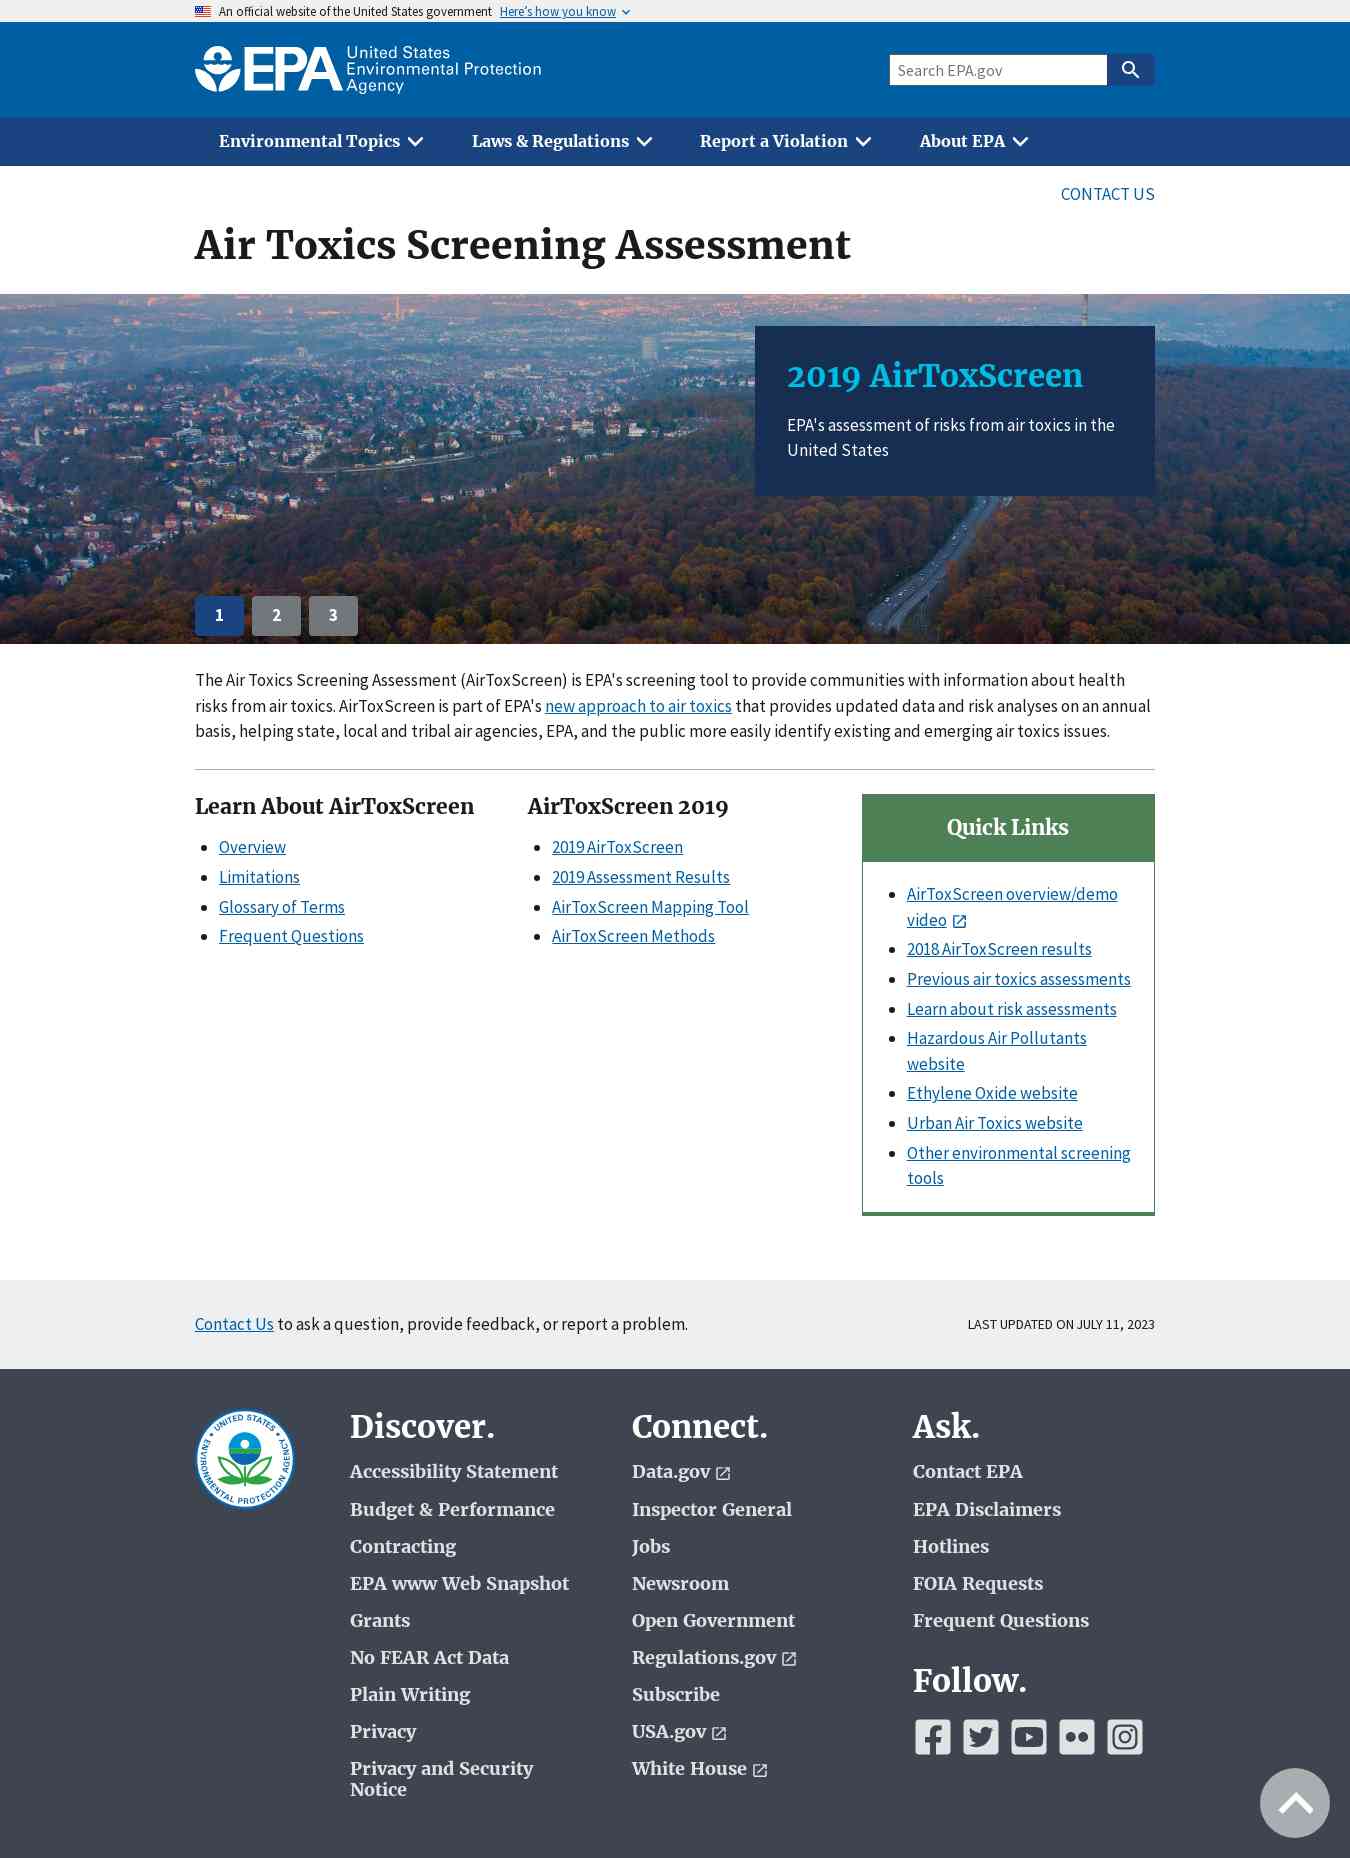 An official website of the United States government Here's how you know
EPA United States
Environmental Protection
Agency
Search EPA.gov
Environmental Topics
Laws & Regulations
Report a Violation
About EPA
CONTACT US
Air Toxics Screening Assessment
2019 AirToxScreen
EPA's assessment of risks from air toxics in the
United States
1
2
3
The Air Toxics Screening Assessment (AirToxScreen) is EPA's screening tool to provide communities with information about health
risks from air toxics. AirToxScreen is part of EPA's new approach to air toxics that provides updated data and risk analyses on an annual
basis, helping state, local and tribal air agencies, EPA, and the public more easily identify existing and emerging air toxics issues.
Learn About AirToxScreen
Overview
Limitations
Glossary of Terms
Frequent Questions
AirToxScreen 2019
2019 AirToxScreen
2019 Assessment Results
AirToxScreen Mapping Tool
AirToxScreen Methods
Quick Links
AirToxScreen overview/demo
video
2018 AirToxScreen results
Previous air toxics assessments
Learn about risk assessments
Hazardous Air Pollutants
website
Ethylene Oxide website
Urban Air Toxics website
Other environmental screening
tools
Contact Us to ask a question, provide feedback, or report a problem.
LAST UPDATED ON JULY 11, 2023
UNITED STATES
ENVIRONMENTAL PROTECTION AGENCY
Discover.
Accessibility Statement
Budget & Performance
Contracting
EPA www Web Snapshot
Grants
No FEAR Act Data
Plain Writing
Privacy
Privacy and Security
Notice
Connect.
Data.gov
Inspector General
Jobs
Newsroom
Open Government
Regulations.gov
Subscribe
USA.gov
White House
Ask.
Contact EPA
EPA Disclaimers
Hotlines
FOIA Requests
Frequent Questions
Follow.